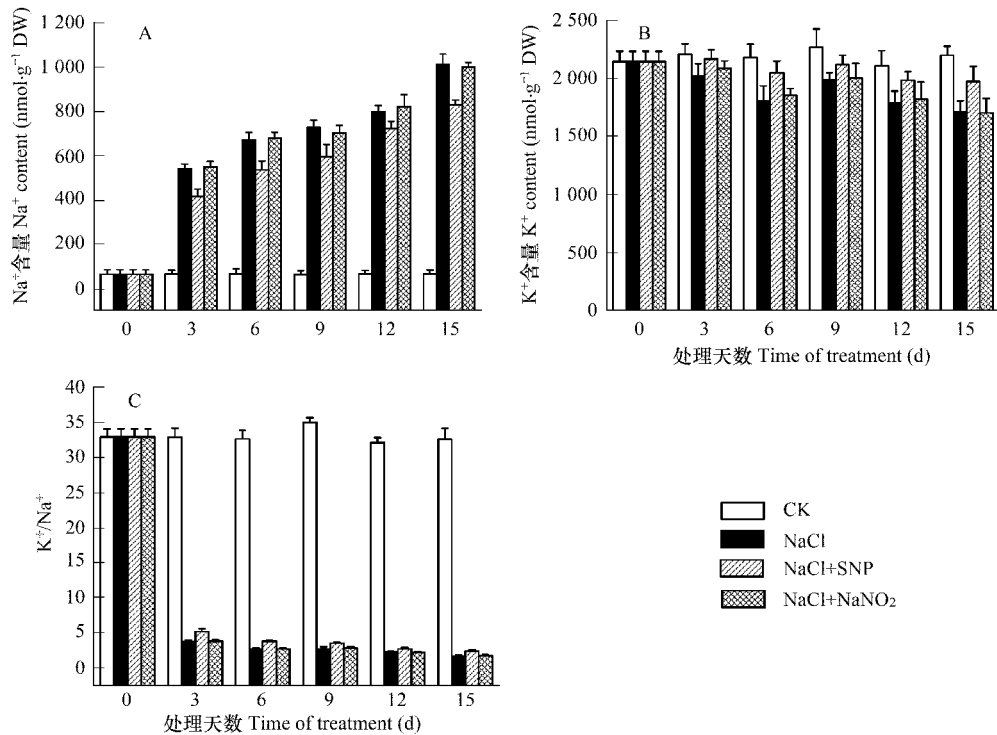 A
Na⁺含量 Na⁺ content (nmol·g⁻¹ DW)
1 200
1 000
800
600
400
200
0
0 3 6 9 12 15
B
K⁺含量 K⁺ content (nmol·g⁻¹ DW)
2 500
2 000
1 500
1 000
500
0
0 3 6 9 12 15
处理天数 Time of treatment (d)
C
K⁺/Na⁺
40
35
30
25
20
15
10
5
0
0 3 6 9 12 15
处理天数 Time of treatment (d)
CK
NaCl
NaCl+SNP
NaCl+NaNO₂